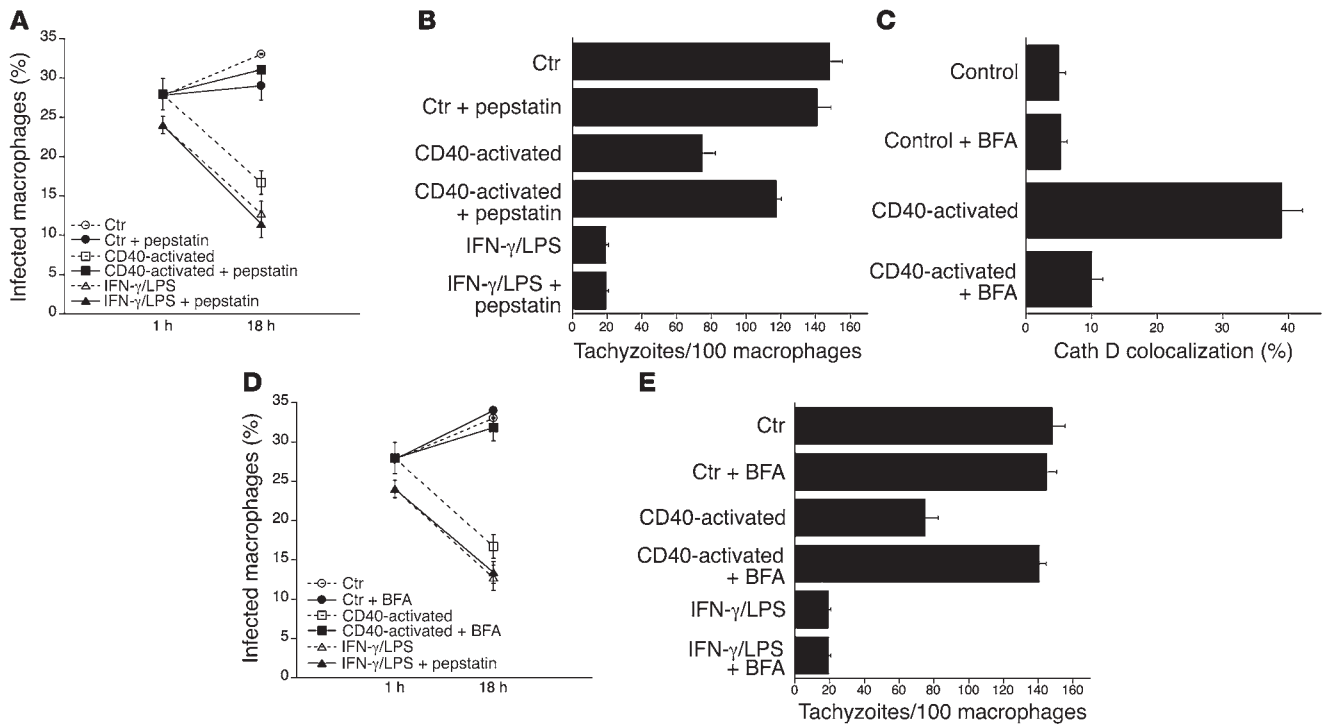 A
Infected macrophages (%)
35
30
25
20
15
10
5
0
Ctr
Ctr + pepstatin
CD40-activated
CD40-activated + pepstatin
IFN-γ/LPS
IFN-γ/LPS + pepstatin
1 h 18 h
B
Ctr
Ctr + pepstatin
CD40-activated
CD40-activated
+ pepstatin
IFN-γ/LPS
IFN-γ/LPS +
pepstatin
0 20 40 60 80 100 120 140 160
Tachyzoites/100 macrophages
C
Control
Control + BFA
CD40-activated
CD40-activated
+ BFA
0 10 20 30 40
Cath D colocalization (%)
D
Infected macrophages (%)
35
30
25
20
15
10
5
0
Ctr
Ctr + BFA
CD40-activated
CD40-activated + BFA
IFN-γ/LPS
IFN-γ/LPS + pepstatin
1 h 18 h
E
Ctr
Ctr + BFA
CD40-activated
CD40-activated
+ BFA
IFN-γ/LPS
IFN-γ/LPS
+ BFA
0 20 40 60 80 100 120 140 160
Tachyzoites/100 macrophages